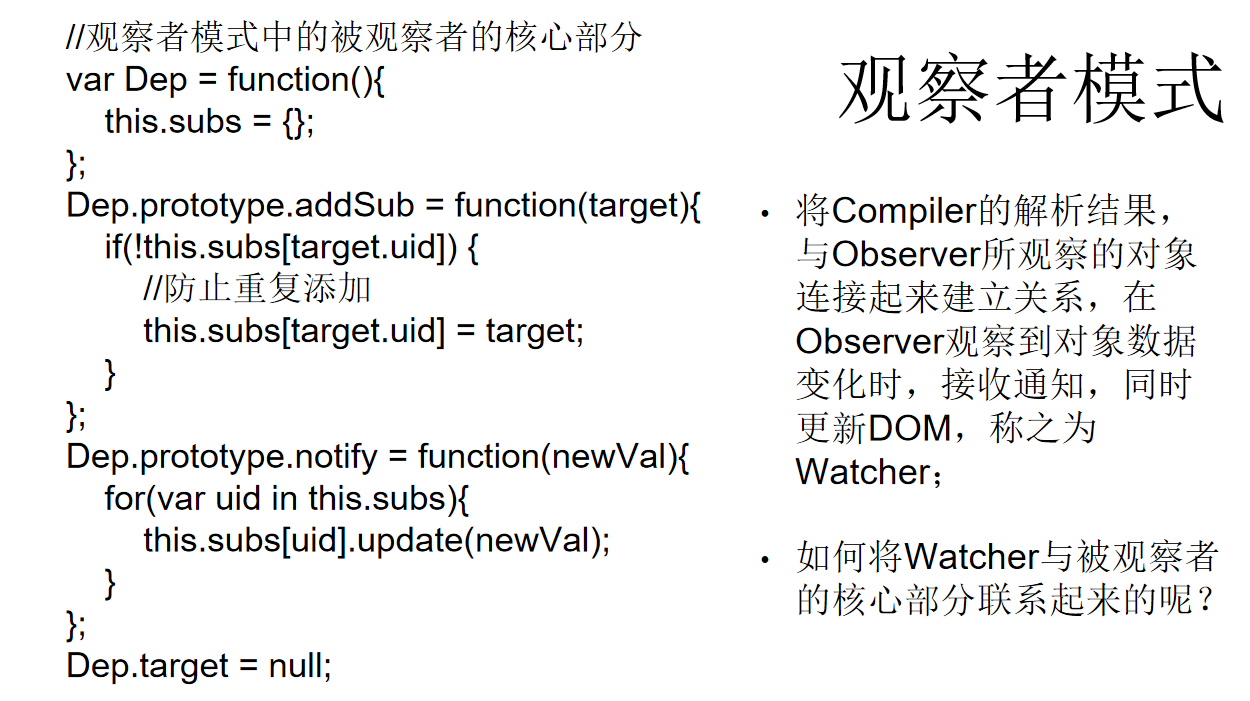 //观察者模式中的被观察者的核心部分
var Dep = function(){
this.subs = {};
};
Dep.prototype.addSub = function(target){
if(!this.subs[target.uid]) {
//防止重复添加
this.subs[target.uid] = target;
}
};
Dep.prototype.notify = function(newVal){
for(var uid in this.subs){
this.subs[uid].update(newVal);
}
};
Dep.target = null;
观察者模式
• 将Compiler的解析结果，
与Observer所观察的对象
连接起来建立关系，在
Observer观察到对象数据
变化时，接收通知，同时
更新DOM，称之为
Watcher；
• 如何将Watcher与被观察者
的核心部分联系起来的呢？